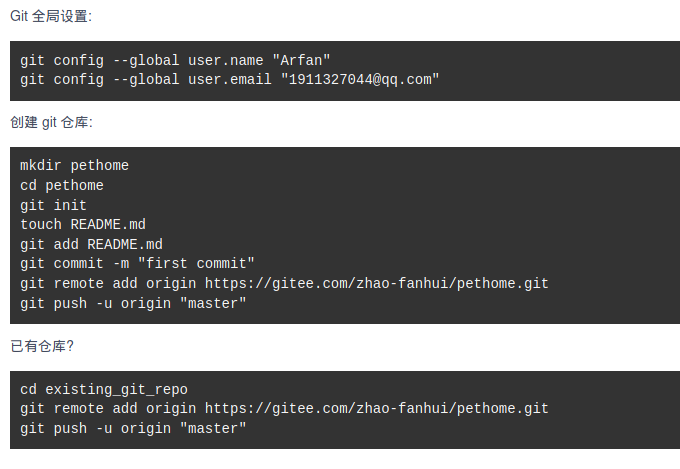 Git 全局设置:
git config --global user.name "Arfan"
git config --global user.email "1911327044@qq.com"
创建 git 仓库:
mkdir pethome
cd pethome
git init
touch README.md
git add README.md
git commit -m "first commit"
git remote add origin https://gitee.com/zhao-fanhui/pethome.git
git push -u origin "master"
已有仓库?
cd existing_git_repo
git remote add origin https://gitee.com/zhao-fanhui/pethome.git
git push -u origin "master"